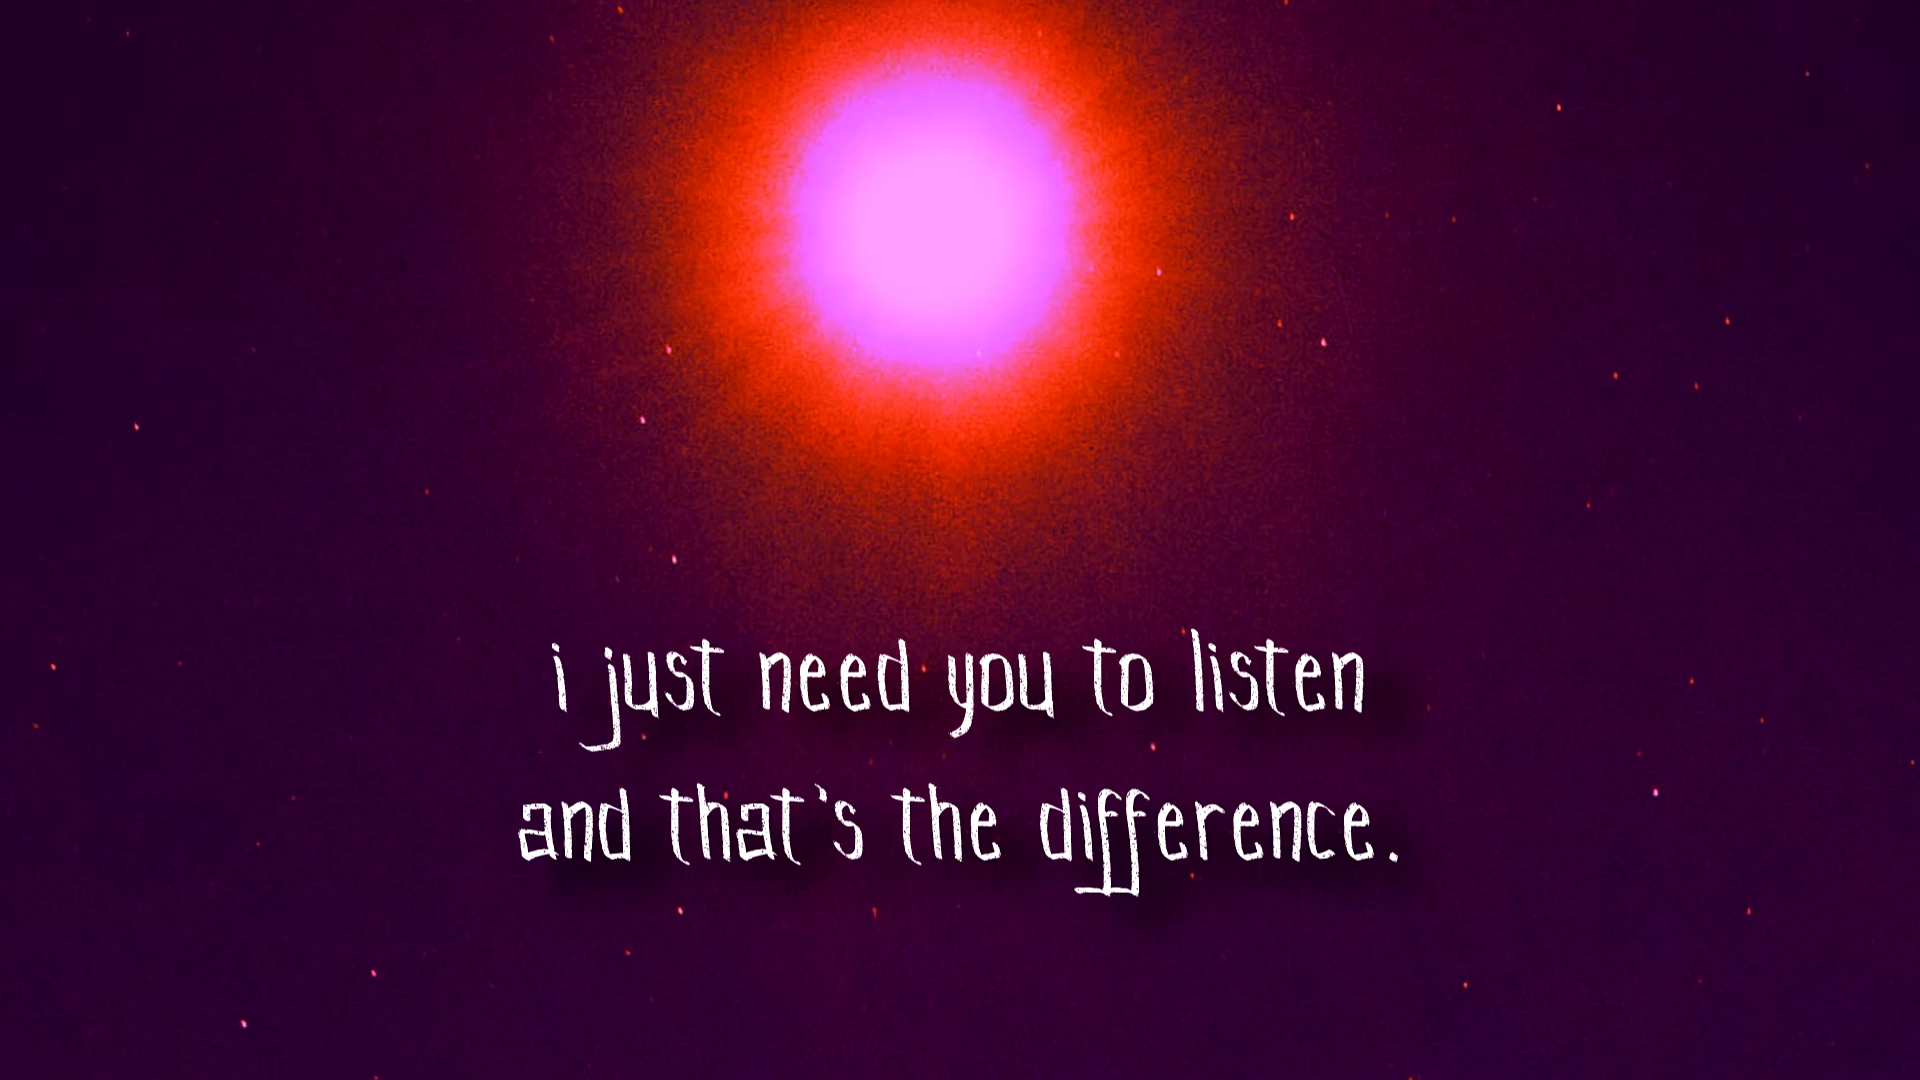 i just need you to listen
and that's the difference.